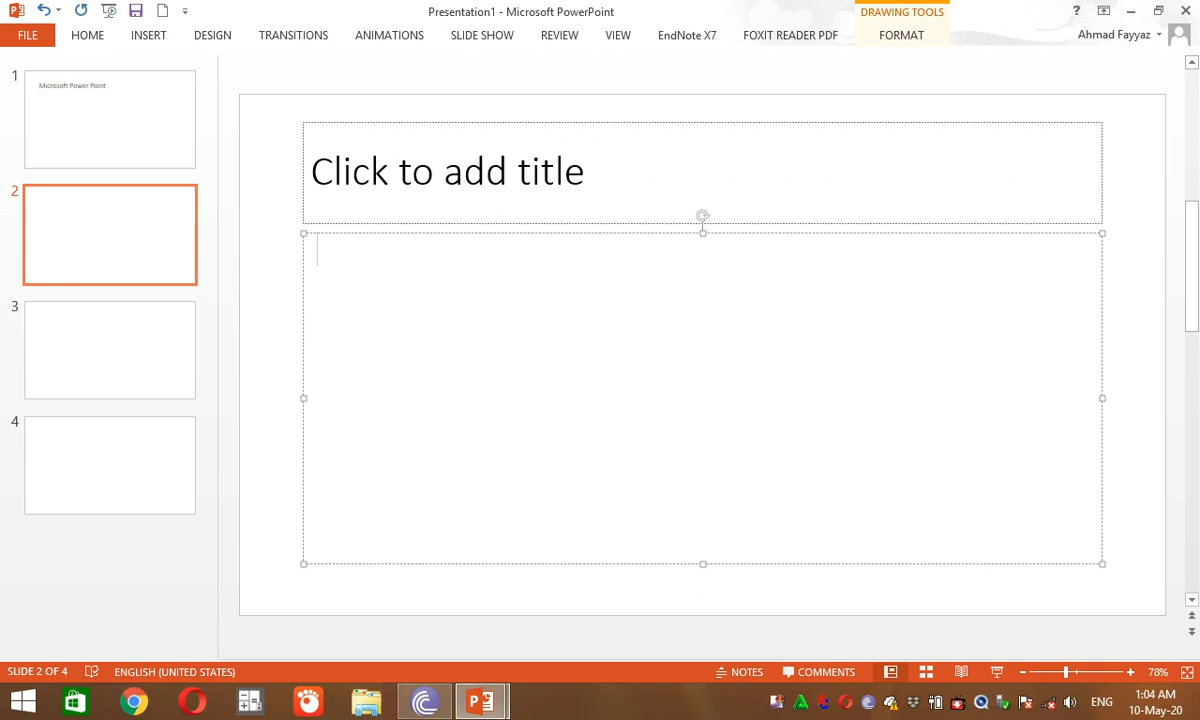 Presentation1 - Microsoft PowerPoint
DRAWING TOOLS
?
FILE HOME INSERT DESIGN TRANSITIONS ANIMATIONS SLIDE SHOW REVIEW VIEW EndNote X7 FOXIT READER PDF FORMAT Ahmad Fayyaz
1
Microsoft Power Point
2
3
4
Click to add title
SLIDE 2 OF 4 ENGLISH (UNITED STATES) NOTES COMMENTS 78%
ENG
1:04 AM
10-May-20